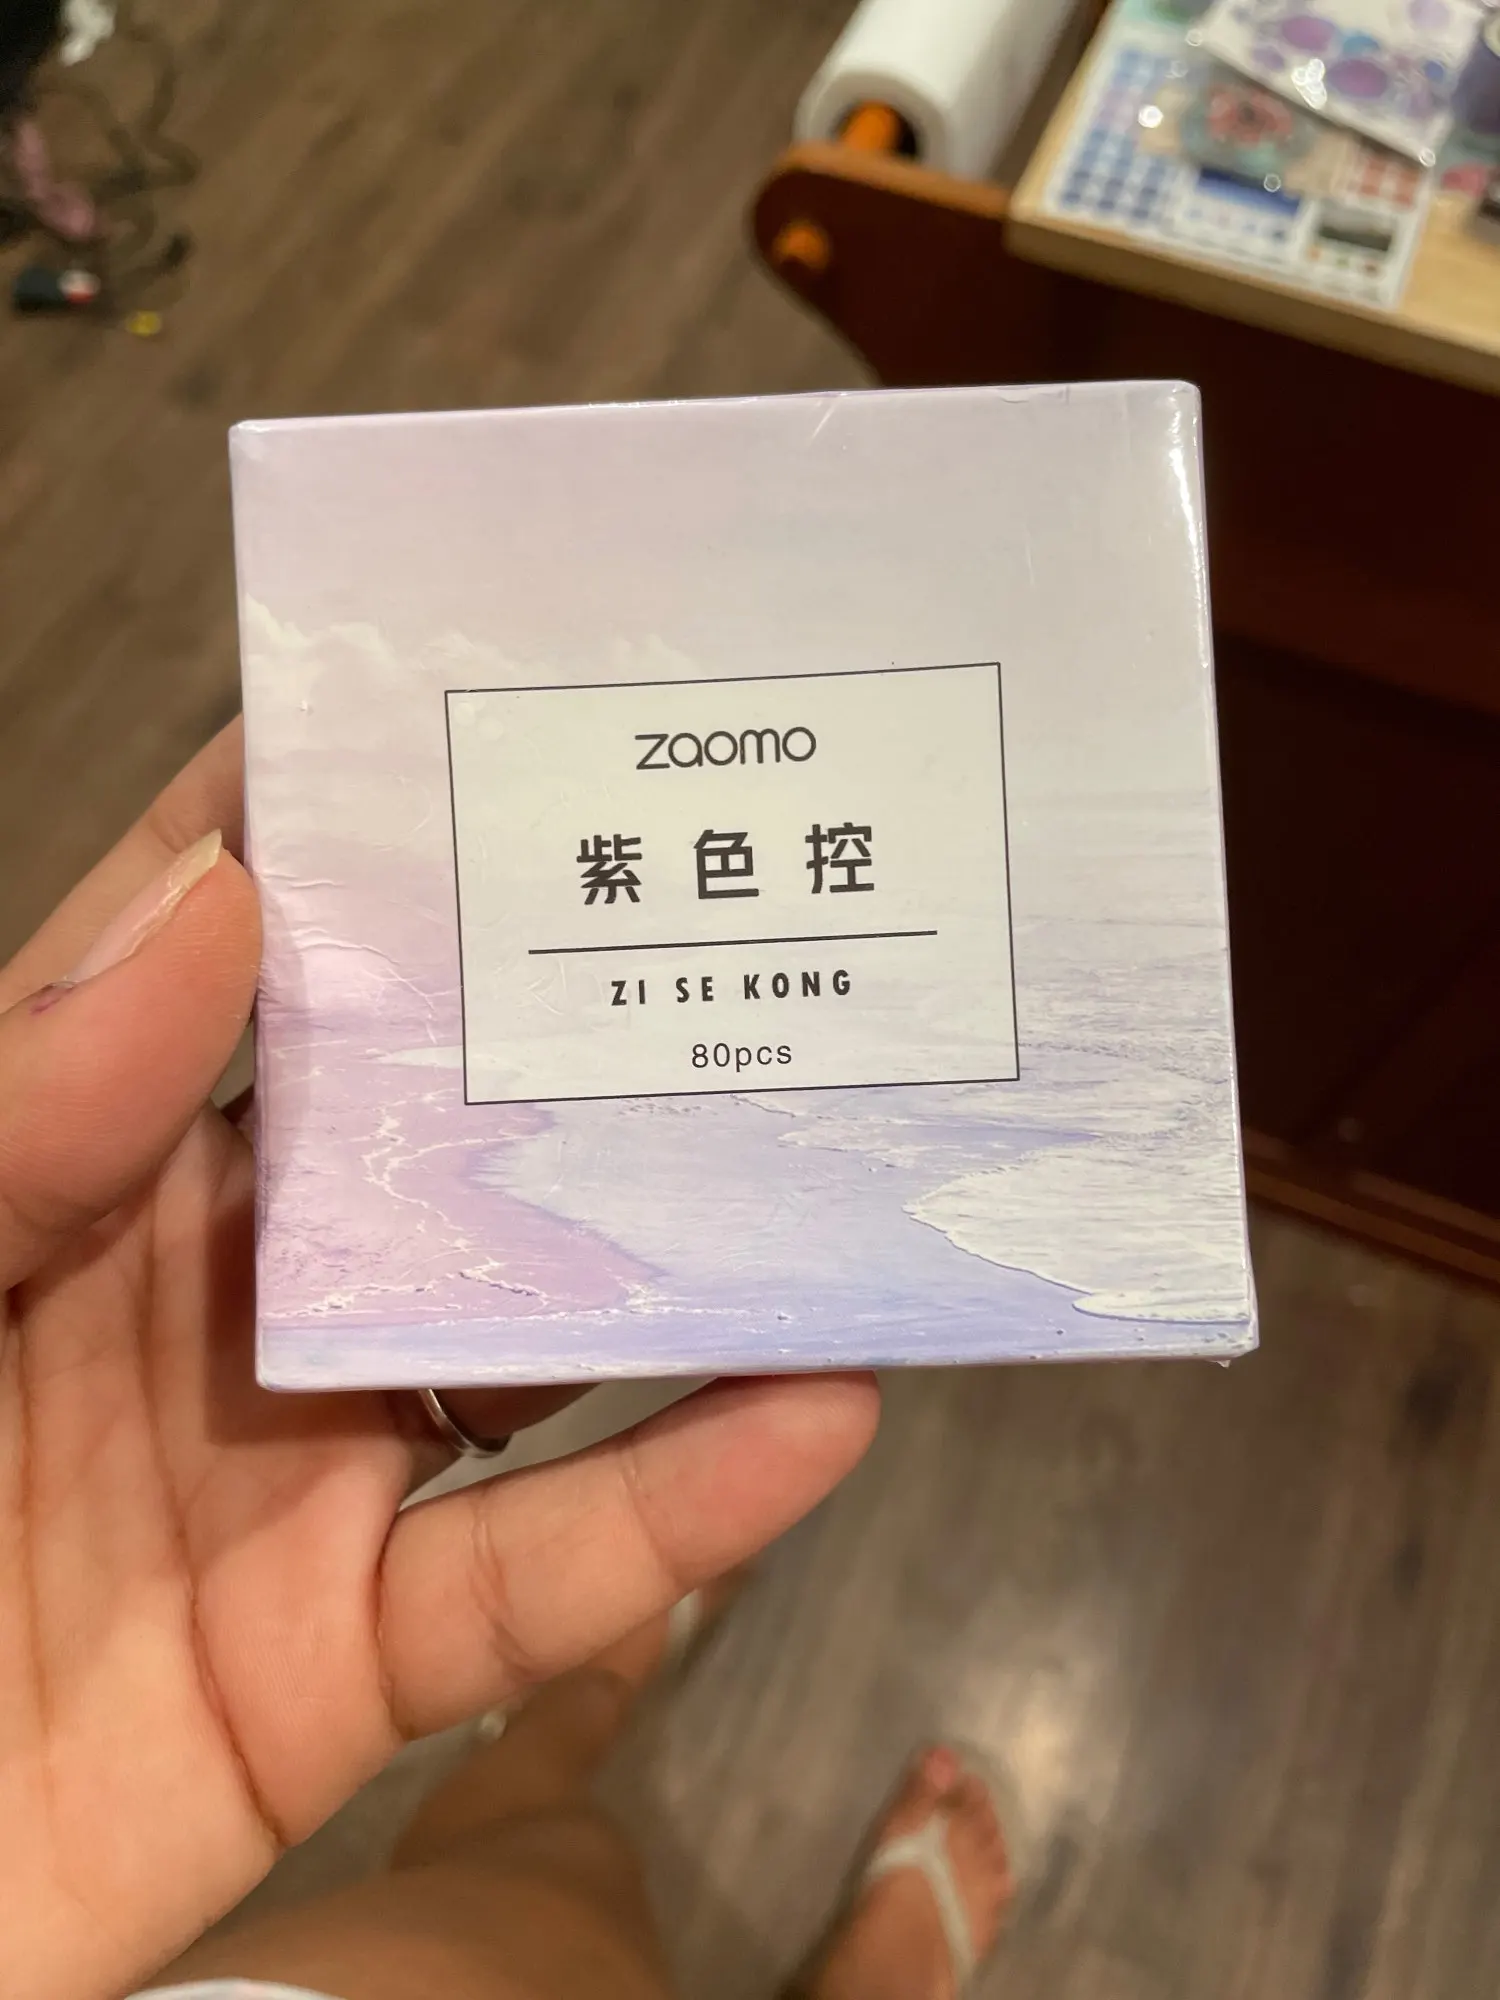 zaomo
紫色控
ZI SE KONG
80pcs